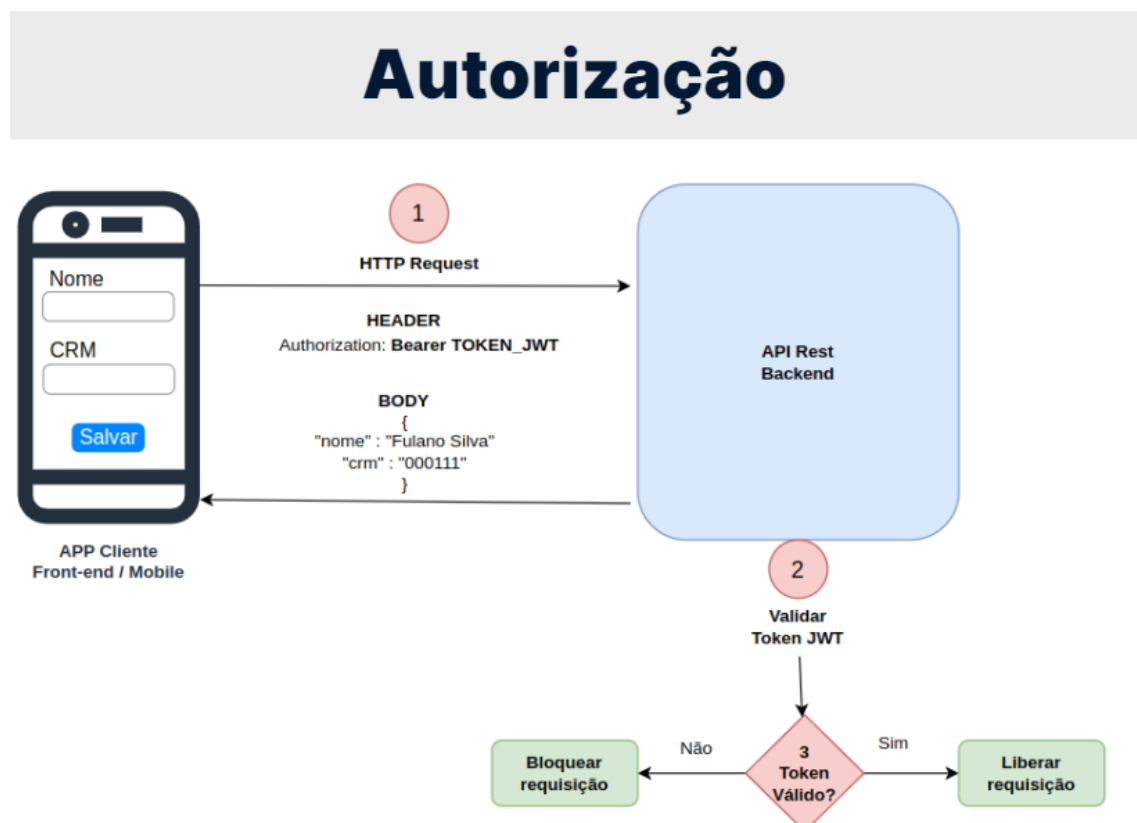 Autorização
Nome
CRM
Salvar
APP Cliente
Front-end / Mobile
1
HTTP Request
HEADER
Authorization: Bearer TOKEN_JWT
BODY
{
"nome" : "Fulano Silva"
"crm" : "000111"
}
API Rest
Backend
2
Validar
Token JWT
3
Token
Válido?
Não
Bloquear
requisição
Sim
Liberar
requisição